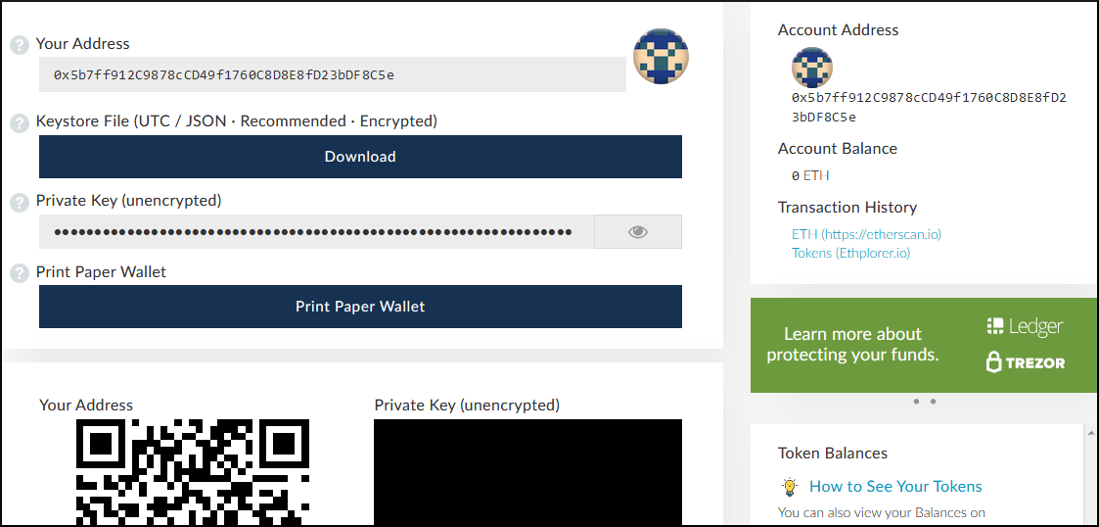 Your Address
0x5b7ff912C9878cCD49f1760C8D8E8fD23bDF8C5e
Keystore File (UTC / JSON · Recommended · Encrypted)
Download
Private Key (unencrypted)
Print Paper Wallet
Print Paper Wallet
Your Address
Private Key (unencrypted)
Account Address
0x5b7ff912C9878cCD49f1760C8D8E8fD2
3bDF8C5e
Account Balance
0 ETH
Transaction History
ETH (https://etherscan.io)
Tokens (Ethplorer.io)
Learn more about
protecting your funds.
Ledger
TREZOR
Token Balances
How to See Your Tokens
You can also view your Balances on